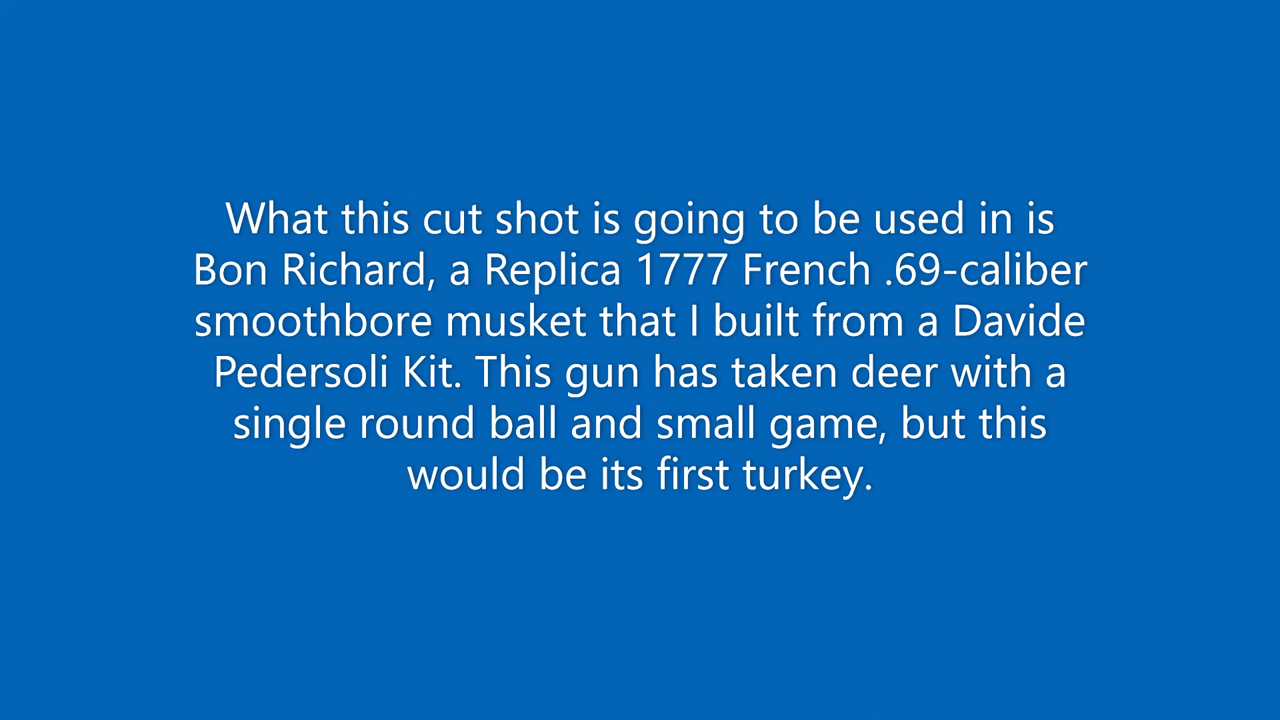 What this cut shot is going to be used in is
Bon Richard, a Replica 1777 French .69-caliber
smoothbore musket that I built from a Davide
Pedersoli Kit. This gun has taken deer with a
single round ball and small game, but this
would be its first turkey.